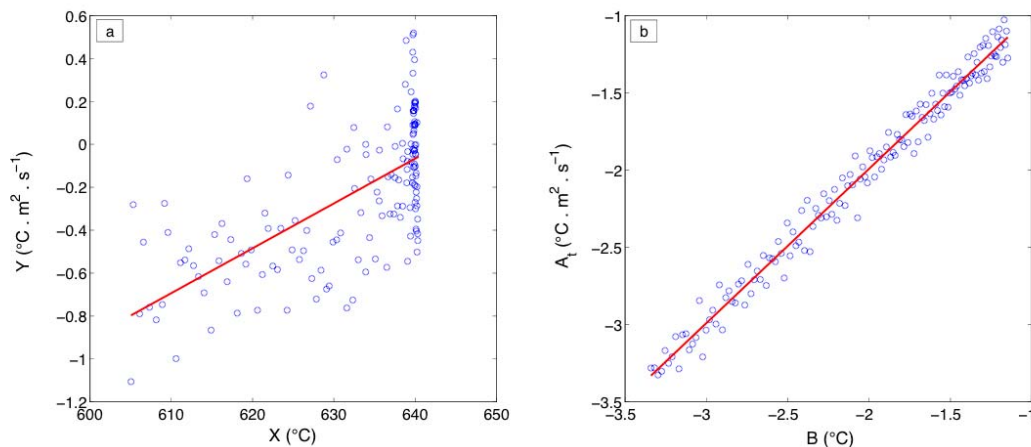 a
0.6
0.4
0.2
0
−0.2
−0.4
−0.6
−0.8
−1
−1.2
Y (°C . m² . s⁻¹)
600 610 620 630 640 650
X (°C)
b
−1
−1.5
−2
−2.5
−3
−3.5
Aₜ (°C . m² . s⁻¹)
−3.5 −3 −2.5 −2 −1.5 −1
B (°C)